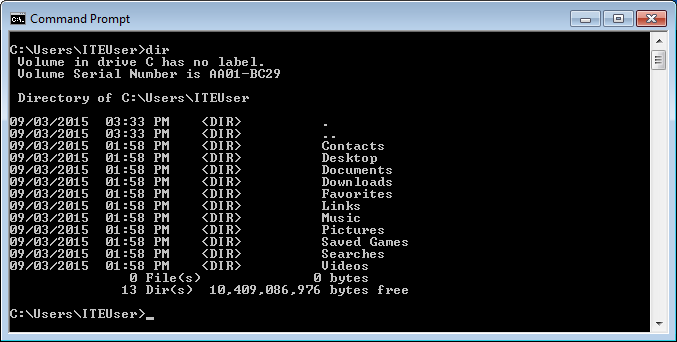 Command Prompt
C:\Users\ITEUser>dir
 Volume in drive C has no label.
 Volume Serial Number is AA01-BC29

 Directory of C:\Users\ITEUser

09/03/2015  03:33 PM    <DIR>          .
09/03/2015  03:33 PM    <DIR>          ..
09/03/2015  01:58 PM    <DIR>          Contacts
09/03/2015  01:58 PM    <DIR>          Desktop
09/03/2015  01:58 PM    <DIR>          Documents
09/03/2015  01:58 PM    <DIR>          Downloads
09/03/2015  01:58 PM    <DIR>          Favorites
09/03/2015  01:58 PM    <DIR>          Links
09/03/2015  01:58 PM    <DIR>          Music
09/03/2015  01:58 PM    <DIR>          Pictures
09/03/2015  01:58 PM    <DIR>          Saved Games
09/03/2015  01:58 PM    <DIR>          Searches
09/03/2015  01:58 PM    <DIR>          Videos
               0 File(s)              0 bytes
              13 Dir(s)  10,409,086,976 bytes free

C:\Users\ITEUser>_